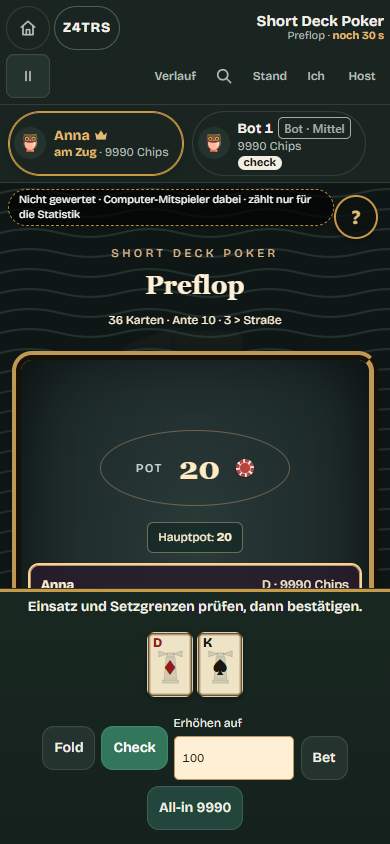 Z4TRS
Short Deck Poker
Preflop · noch 30 s
Verlauf
Stand
Ich
Host
Anna
am Zug · 9990 Chips
Bot 1
Bot · Mittel
9990 Chips
check
Nicht gewertet · Computer-Mitspieler dabei · zählt nur für
die Statistik
?
SHORT DECK POKER
Preflop
36 Karten · Ante 10 · 3 > Straße
POT 20
Hauptpot: 20
Anna
D · 9990 Chips
Einsatz und Setzgrenzen prüfen, dann bestätigen.
D
K
Erhöhen auf
Fold
Check
100
Bet
All-in 9990